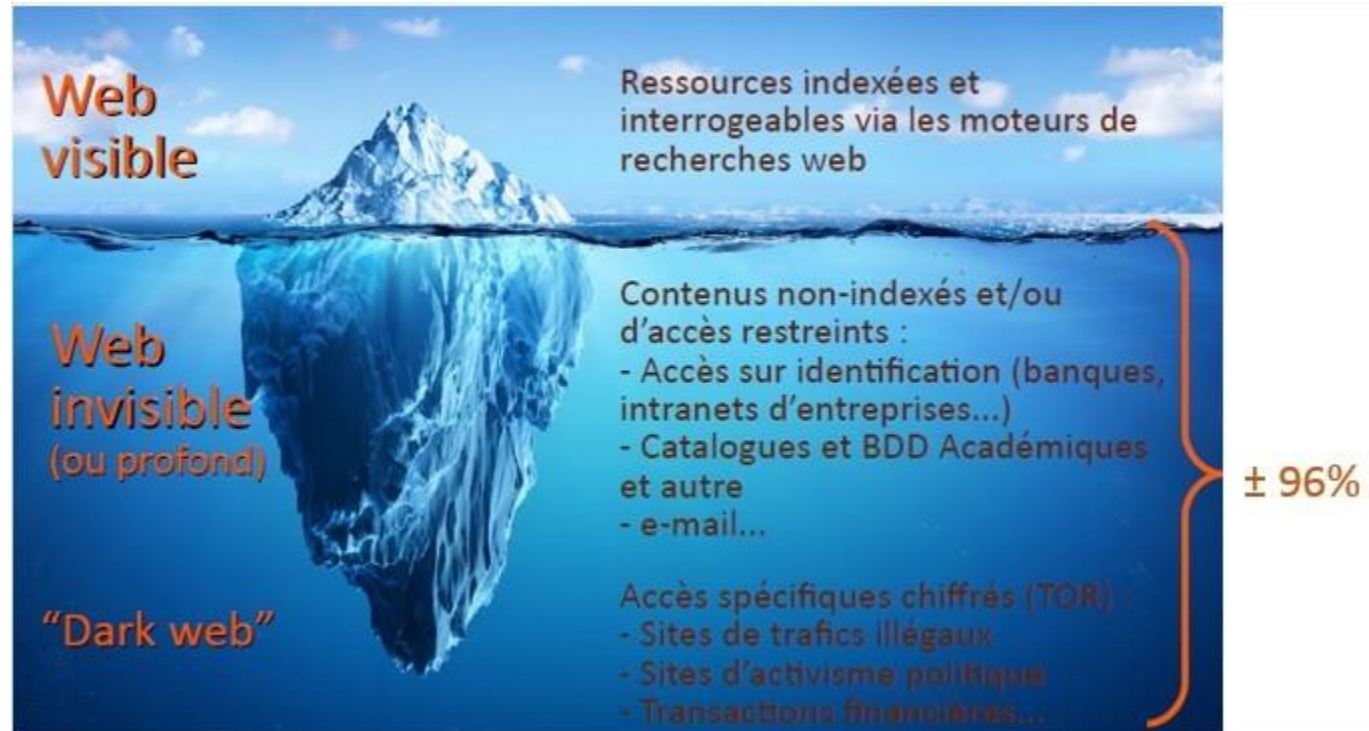 Web
visible
Ressources indexées et
interrogeables via les moteurs de
recherches web
Web
invisible
(ou profond)
Contenus non-indexés et/ou
d'accès restreints :
- Accès sur identification (banques,
intranets d'entreprises...)
- Catalogues et BDD Académiques
et autre
- e-mail...
± 96%
“Dark web”
Accès spécifiques chiffrés (TOR) :
- Sites de trafics illégaux
- Sites d'activisme politique
- Transactions financières...